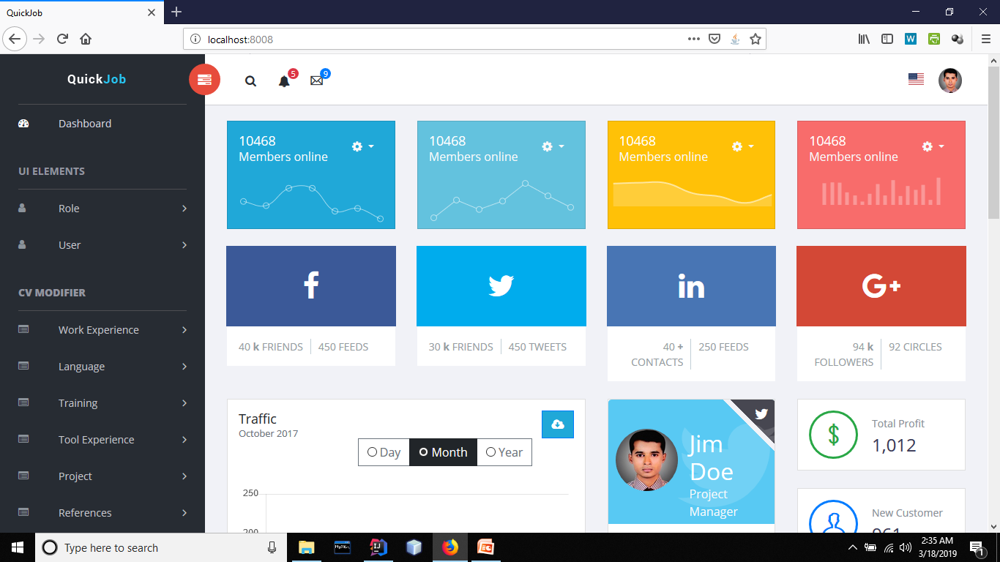 QuickJob
localhost:8008
QuickJob
5
9
Dashboard
UI ELEMENTS
Role
User
CV MODIFIER
Work Experience
Language
Training
Tool Experience
Project
References
10468
Members online
10468
Members online
10468
Members online
10468
Members online
40 k FRIENDS
450 FEEDS
30 k FRIENDS
450 TWEETS
40 +
CONTACTS
250 FEEDS
94 k
FOLLOWERS
92 CIRCLES
Traffic
October 2017
Day
Month
Year
250
200
Jim
Doe
Project
Manager
Total Profit
1,012
New Customer
961
Type here to search
2:35 AM
3/18/2019
1